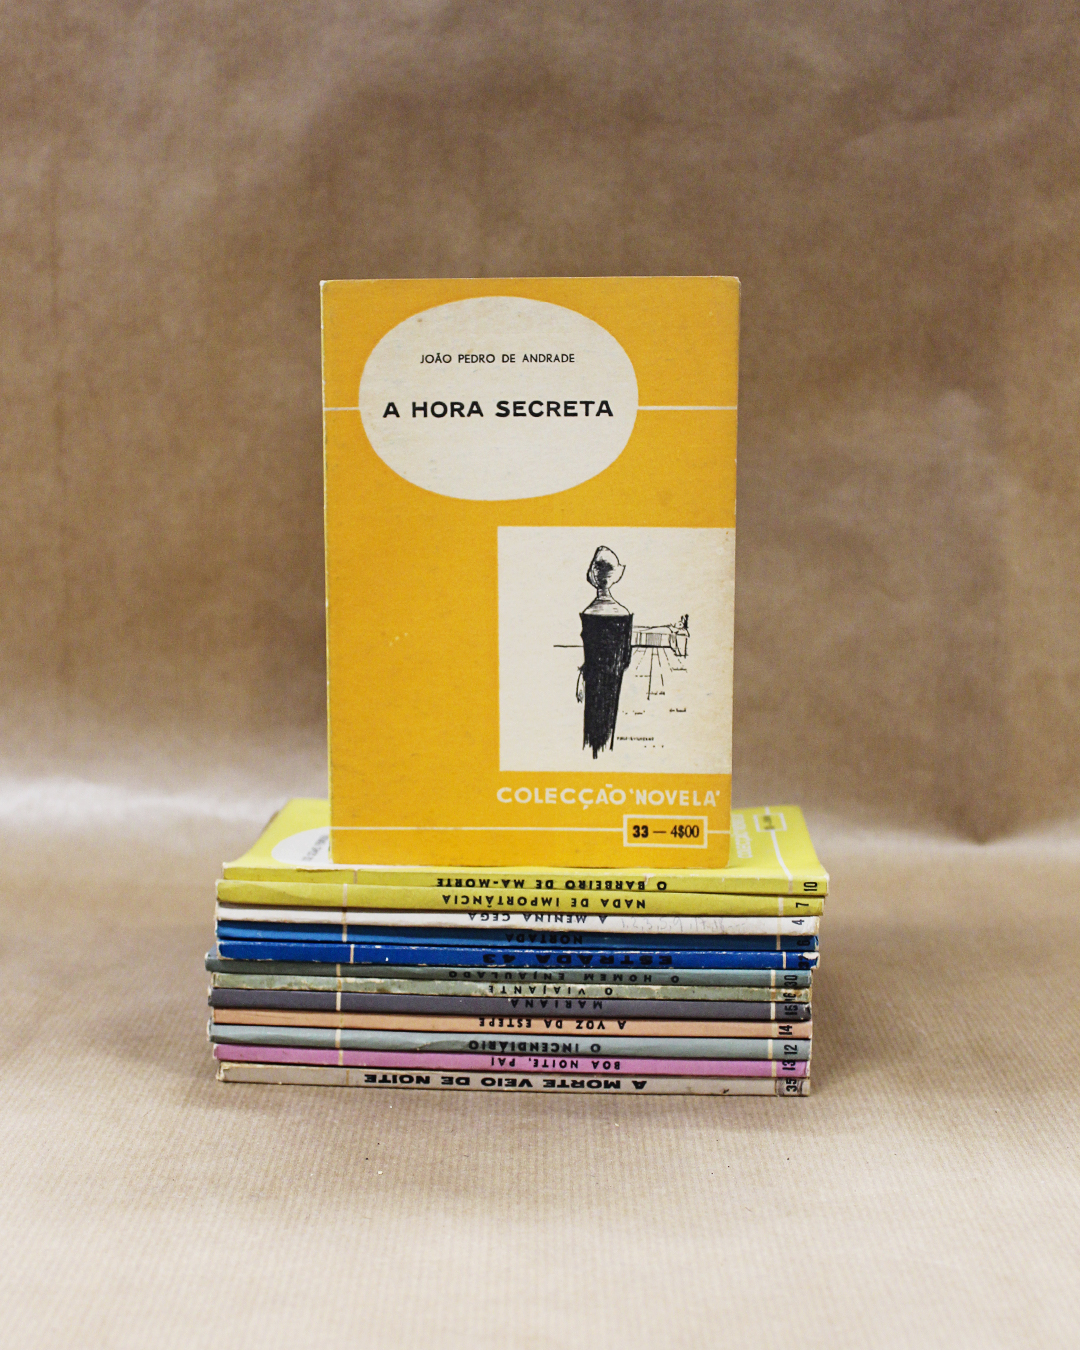 JOÃO PEDRO DE ANDRADE
A HORA SECRETA
COLECÇÃO 'NOVELA'
33 — 4$00
O BARBEIRO DE MÁ-MORTE 10
NADA DE IMPORTÂNCIA 7
A MENINA CEGA 4
NORTADA
ESTRADA 43
O HOMEM ENJAULADO 30
O VIAJANTE
MARIANA
A VOZ DA ESTEPE 14
O INCENDIÁRIO 12
BOA NOITE, PAI 13
A MORTE VEIO DE NOITE 35